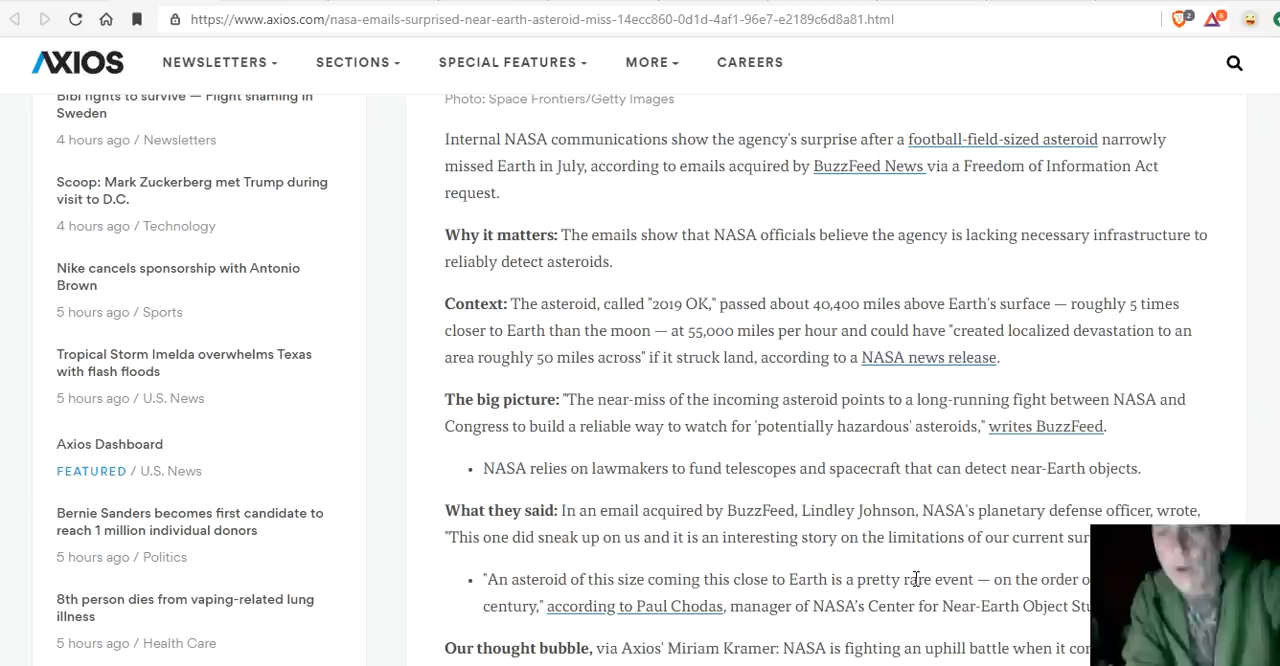 https://www.axios.com/nasa-emails-surprised-near-earth-asteroid-miss-14ecc860-0d1d-4af1-96e7-e2189c6d8a81.html
2
6
AXIOS
NEWSLETTERS
SECTIONS
SPECIAL FEATURES
MORE
CAREERS
Bibi fights to survive — Flight shaming in
Sweden
4 hours ago / Newsletters
Scoop: Mark Zuckerberg met Trump during
visit to D.C.
4 hours ago / Technology
Nike cancels sponsorship with Antonio
Brown
5 hours ago / Sports
Tropical Storm Imelda overwhelms Texas
with flash floods
5 hours ago / U.S. News
Axios Dashboard
FEATURED / U.S. News
Bernie Sanders becomes first candidate to
reach 1 million individual donors
5 hours ago / Politics
8th person dies from vaping-related lung
illness
5 hours ago / Health Care
Photo: Space Frontiers/Getty Images
Internal NASA communications show the agency's surprise after a football-field-sized asteroid narrowly
missed Earth in July, according to emails acquired by BuzzFeed News via a Freedom of Information Act
request.
Why it matters: The emails show that NASA officials believe the agency is lacking necessary infrastructure to
reliably detect asteroids.
Context: The asteroid, called "2019 OK," passed about 40,400 miles above Earth's surface — roughly 5 times
closer to Earth than the moon — at 55,000 miles per hour and could have "created localized devastation to an
area roughly 50 miles across" if it struck land, according to a NASA news release.
The big picture: "The near-miss of the incoming asteroid points to a long-running fight between NASA and
Congress to build a reliable way to watch for 'potentially hazardous' asteroids," writes BuzzFeed.
• NASA relies on lawmakers to fund telescopes and spacecraft that can detect near-Earth objects.
What they said: In an email acquired by BuzzFeed, Lindley Johnson, NASA's planetary defense officer, wrote,
"This one did sneak up on us and it is an interesting story on the limitations of our current
• "An asteroid of this size coming this close to Earth is a pretty rare event — on the order
century," according to Paul Chodas, manager of NASA's Center for Near-Earth Object
Our thought bubble, via Axios' Miriam Kramer: NASA is fighting an uphill battle when it